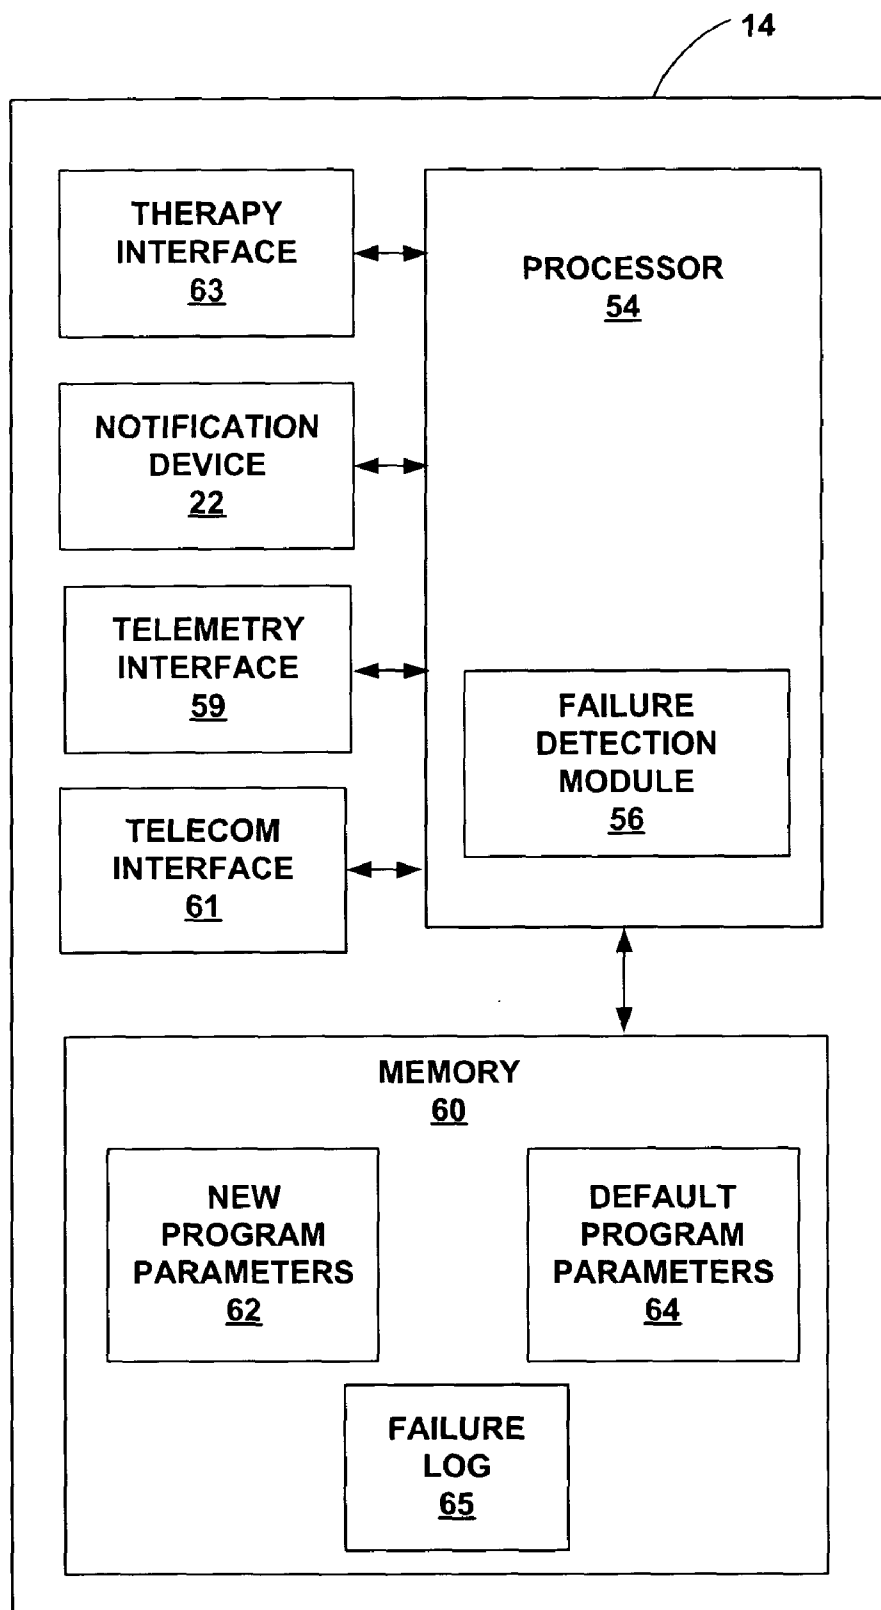 14
THERAPY
INTERFACE
63
PROCESSOR
54
NOTIFICATION
DEVICE
22
TELEMETRY
INTERFACE
59
FAILURE
DETECTION
MODULE
56
TELECOM
INTERFACE
61
MEMORY
60
NEW
PROGRAM
PARAMETERS
62
DEFAULT
PROGRAM
PARAMETERS
64
FAILURE
LOG
65